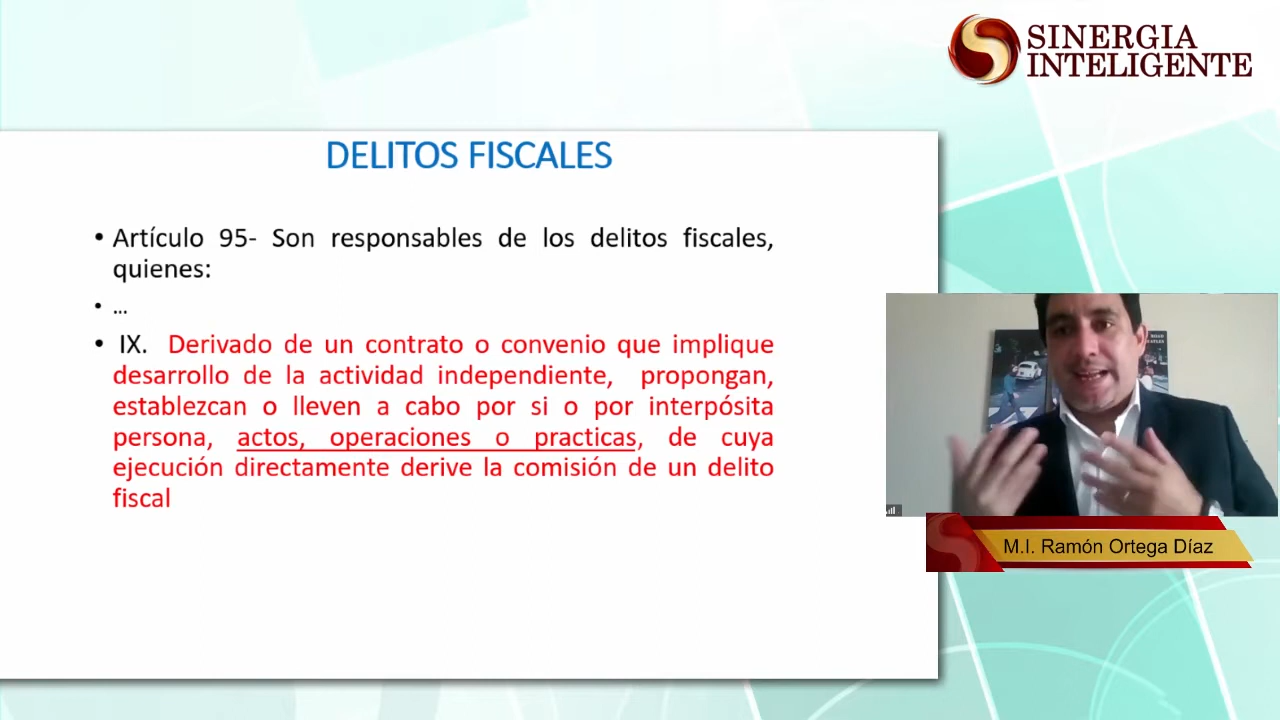 SINERGIA
INTELIGENTE
DELITOS FISCALES
• Artículo 95- Son responsables de los delitos fiscales,
quienes:
• ...
• IX. Derivado de un contrato o convenio que implique
desarrollo de la actividad independiente, propongan,
establezcan o lleven a cabo por si o por interpósita
persona, actos, operaciones o practicas, de cuya
ejecución directamente derive la comisión de un delito
fiscal
M.I. Ramón Ortega Díaz